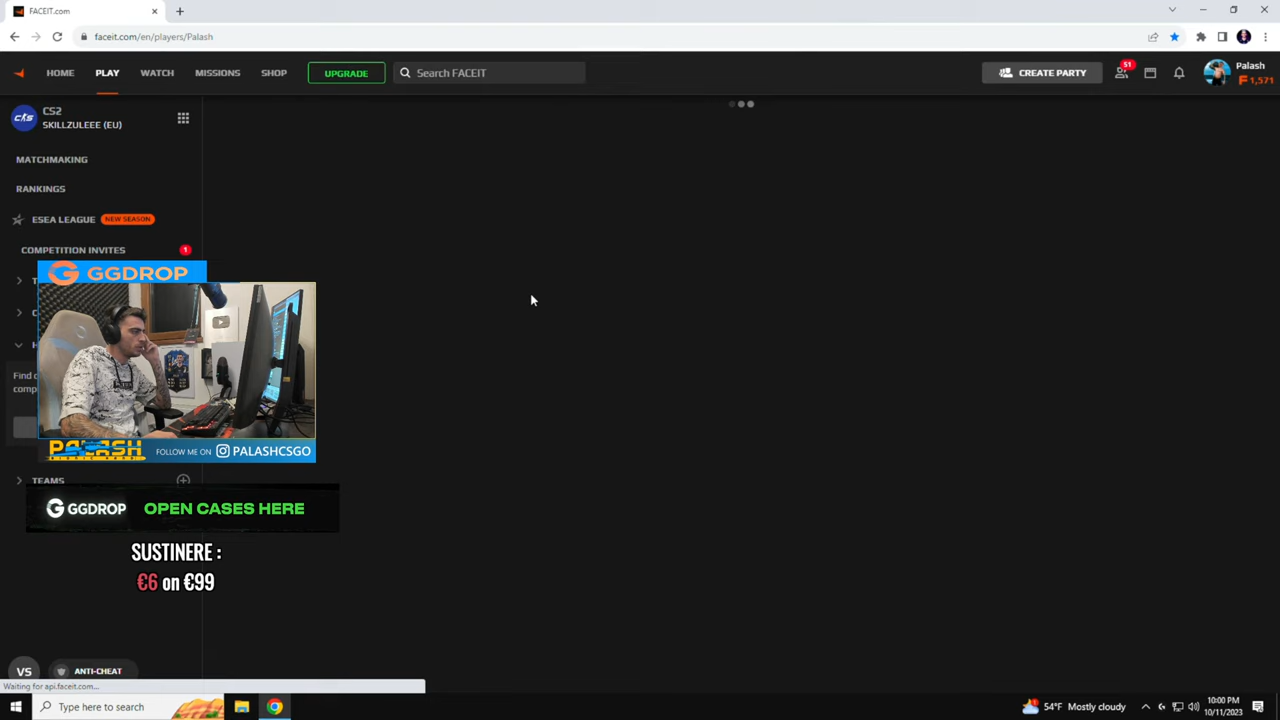 FACEIT.com
faceit.com/en/players/Palash
HOME
PLAY
WATCH
MISSIONS
SHOP
UPGRADE
Search FACEIT
CREATE PARTY
51
Palash
1,571
CS2
SKILLZULEEE (EU)
MATCHMAKING
RANKINGS
ESEA LEAGUE
NEW SEASON
COMPETITION INVITES
1
GGDROP
Find
comp
PALASH
FOLLOW ME ON
PALASHCSGO
TEAMS
GGDROP
OPEN CASES HERE
SUSTINERE :
€6 on €99
VS
ANTI-CHEAT
Waiting for api.faceit.com...
Type here to search
54°F Mostly cloudy
10:00 PM
10/11/2023